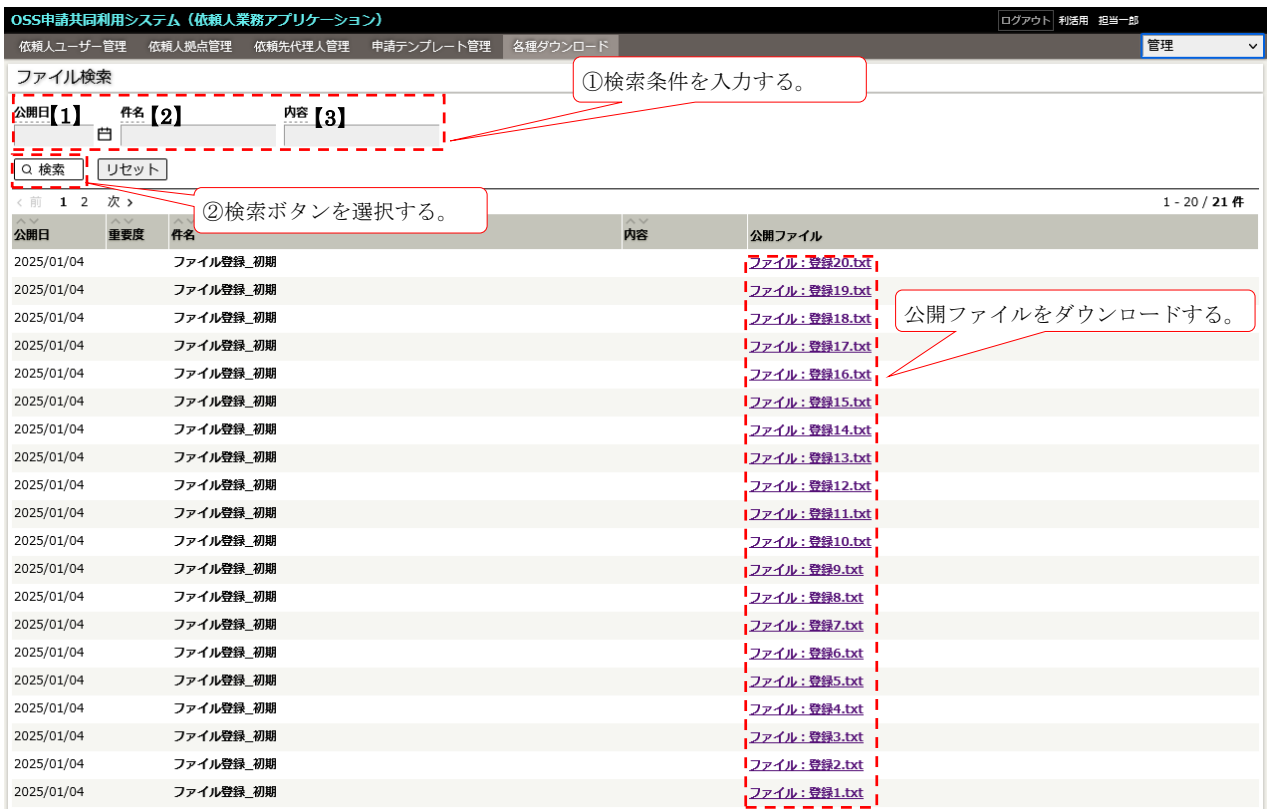 OSS申請共同利用システム（依頼人業務アプリケーション） ログアウト 利活用 担当一郎
依頼人ユーザー管理 依頼人拠点管理 依頼先代理人管理 申請テンプレート管理 各種ダウンロード 管理
ファイル検索
①検索条件を入力する。
公開日【1】 件名【2】 内容【3】
検索 リセット
②検索ボタンを選択する。
前 1 2 次 1 - 20 / 21 件
公開日 重要度 件名 内容 公開ファイル
2025/01/04 ファイル登録_初期 ファイル：登録20.txt
2025/01/04 ファイル登録_初期 ファイル：登録19.txt
2025/01/04 ファイル登録_初期 ファイル：登録18.txt
公開ファイルをダウンロードする。
2025/01/04 ファイル登録_初期 ファイル：登録17.txt
2025/01/04 ファイル登録_初期 ファイル：登録16.txt
2025/01/04 ファイル登録_初期 ファイル：登録15.txt
2025/01/04 ファイル登録_初期 ファイル：登録14.txt
2025/01/04 ファイル登録_初期 ファイル：登録13.txt
2025/01/04 ファイル登録_初期 ファイル：登録12.txt
2025/01/04 ファイル登録_初期 ファイル：登録11.txt
2025/01/04 ファイル登録_初期 ファイル：登録10.txt
2025/01/04 ファイル登録_初期 ファイル：登録9.txt
2025/01/04 ファイル登録_初期 ファイル：登録8.txt
2025/01/04 ファイル登録_初期 ファイル：登録7.txt
2025/01/04 ファイル登録_初期 ファイル：登録6.txt
2025/01/04 ファイル登録_初期 ファイル：登録5.txt
2025/01/04 ファイル登録_初期 ファイル：登録4.txt
2025/01/04 ファイル登録_初期 ファイル：登録3.txt
2025/01/04 ファイル登録_初期 ファイル：登録2.txt
2025/01/04 ファイル登録_初期 ファイル：登録1.txt